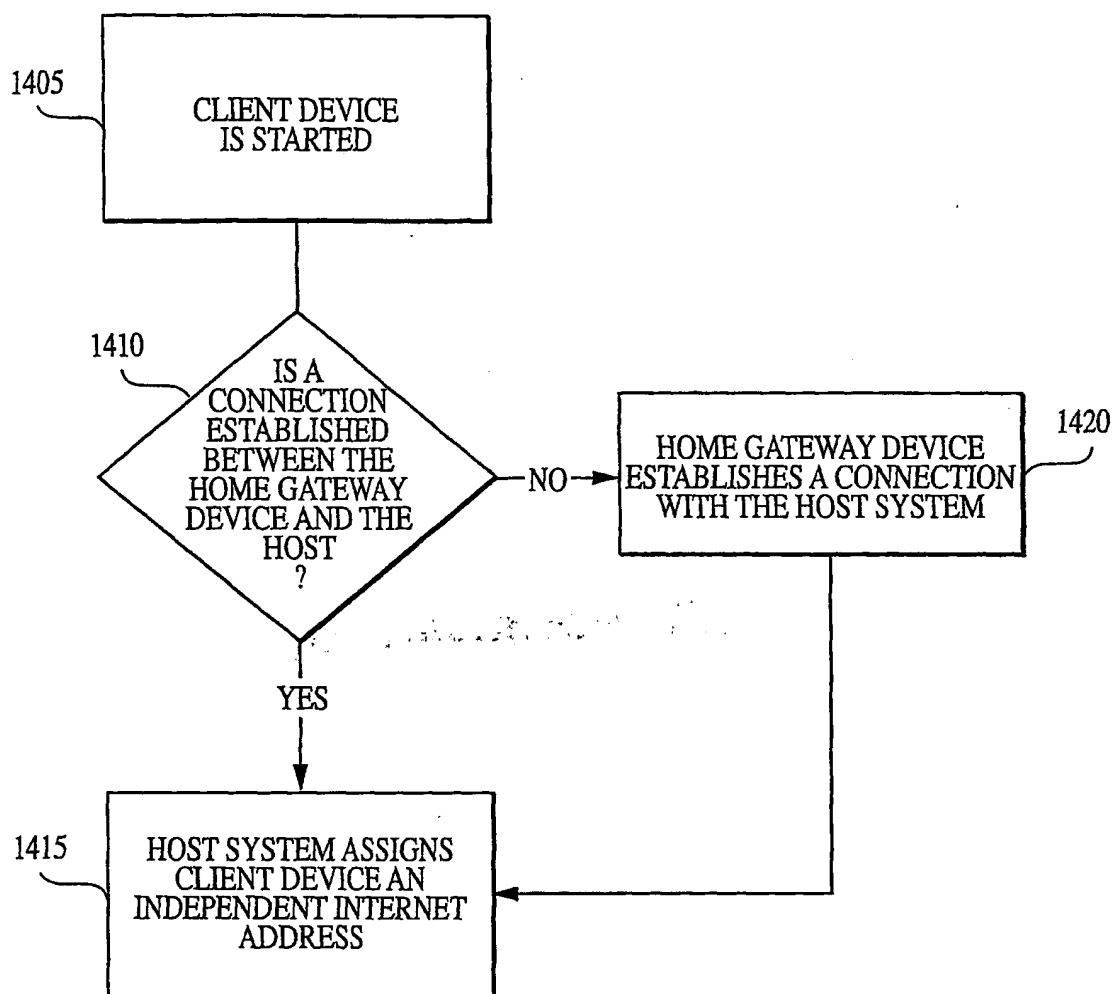 1405
CLIENT DEVICE
IS STARTED
1410
IS A
CONNECTION
ESTABLISHED
BETWEEN THE
HOME GATEWAY
DEVICE AND THE
HOST
?
NO
HOME GATEWAY DEVICE
ESTABLISHES A CONNECTION
WITH THE HOST SYSTEM
1420
YES
1415
HOST SYSTEM ASSIGNS
CLIENT DEVICE AN
INDEPENDENT INTERNET
ADDRESS